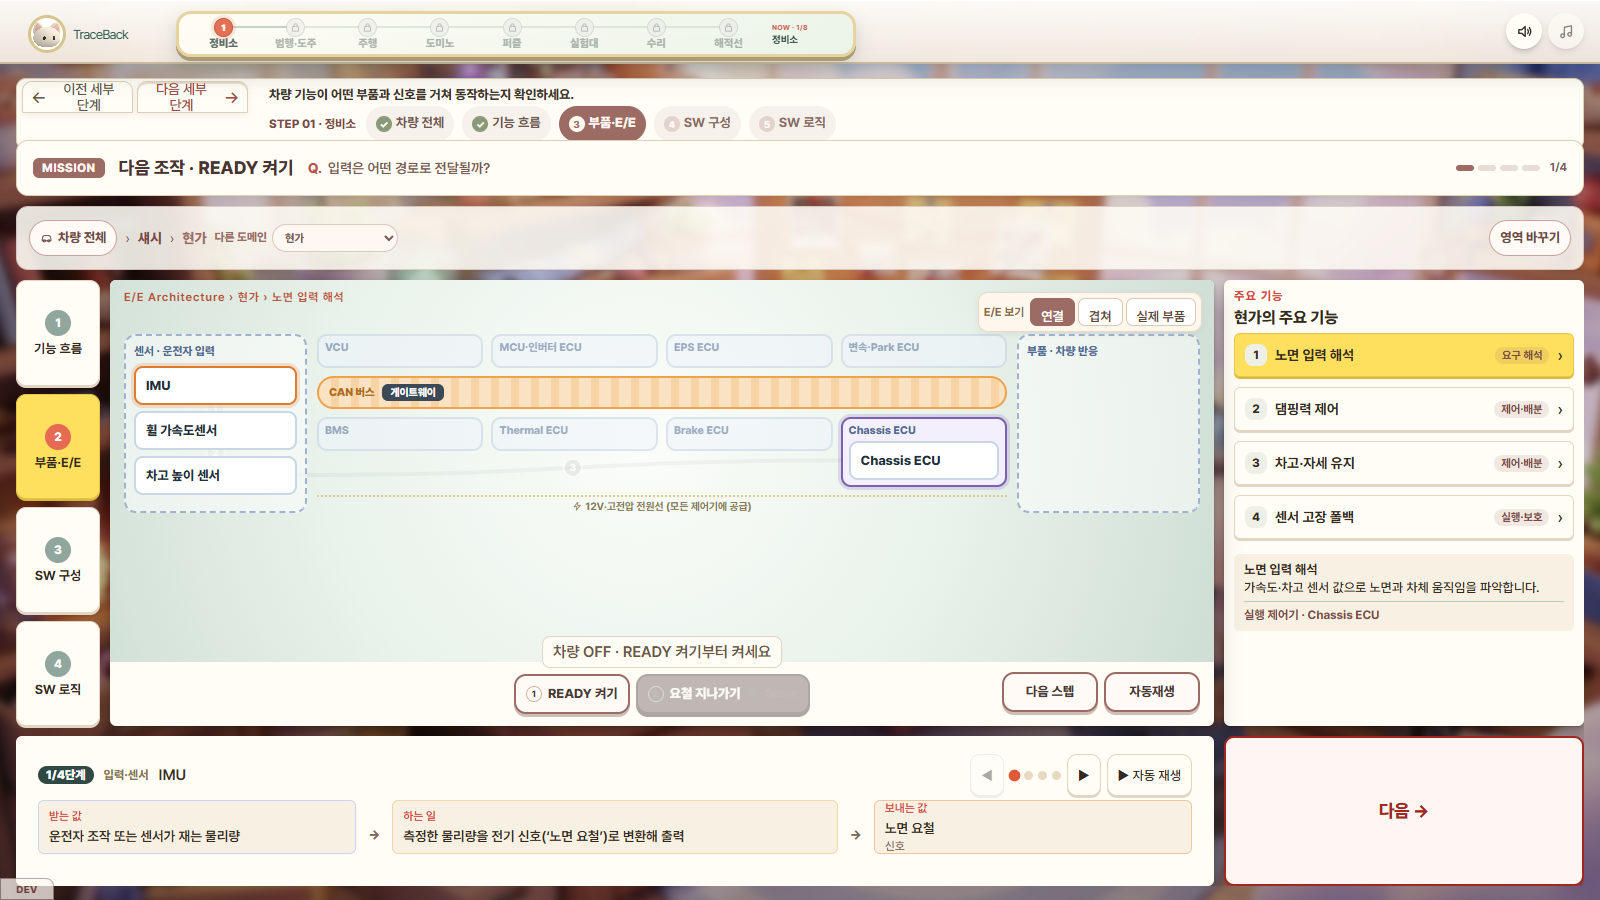 TraceBack
1
정비소
범행·도주
주행
도미노
퍼즐
실험대
수리
해적선
NOW · 1/8
정비소
이전 세부 단계
다음 세부 단계
차량 기능이 어떤 부품과 신호를 거쳐 동작하는지 확인하세요.
STEP 01 · 정비소
차량 전체
기능 흐름
3 부품·E/E
4 SW 구성
5 SW 로직
MISSION
다음 조작 · READY 켜기
Q. 입력은 어떤 경로로 전달될까?
1/4
차량 전체 › 섀시 › 현가 다른 도메인 현가
영역 바꾸기
1
기능 흐름
2
부품·E/E
3
SW 구성
4
SW 로직
E/E Architecture › 현가 › 노면 입력 해석
E/E 보기 연결 겹쳐 실제 부품
센서 · 운전자 입력
IMU
휠 가속도센서
차고 높이 센서
VCU
MCU·인버터 ECU
EPS ECU
변속·Park ECU
CAN 버스 게이트웨이
BMS
Thermal ECU
Brake ECU
Chassis ECU
Chassis ECU
3
12V·고전압 전원선 (모든 제어기에 공급)
부품 · 차량 반응
차량 OFF · READY 켜기부터 켜세요
1 READY 켜기
요철 지나가기
다음 스텝
자동재생
주요 기능
현가의 주요 기능
1 노면 입력 해석 요구 해석 ›
2 댐핑력 제어 제어·배분 ›
3 차고·자세 유지 제어·배분 ›
4 센서 고장 폴백 실행·보호 ›
노면 입력 해석
가속도·차고 센서 값으로 노면과 차체 움직임을 파악합니다.
실행 제어기 · Chassis ECU
1/4단계 입력·센서 IMU
◀ ▶ ▶ 자동 재생
받는 값
운전자 조작 또는 센서가 재는 물리량
→
하는 일
측정한 물리량을 전기 신호(‘노면 요철’)로 변환해 출력
→
보내는 값
노면 요철
신호
다음 →
DEV